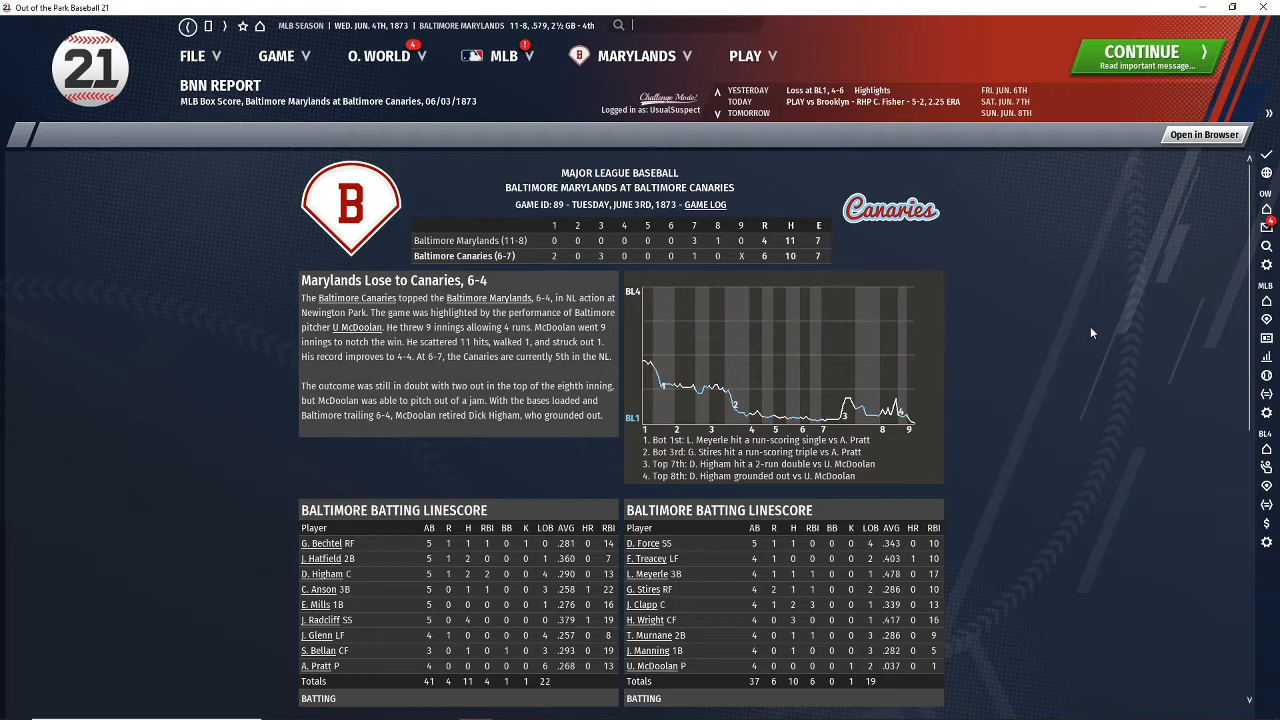 21 Out of the Park Baseball 21
MLB SEASON | WED. JUN. 4TH, 1873 | BALTIMORE MARYLANDS 11-8, .579, 2½ GB - 4th
21
FILE GAME O. WORLD 4 MLB ! B MARYLANDS PLAY
CONTINUE
Read important message...
BNN REPORT
MLB Box Score, Baltimore Marylands at Baltimore Canaries, 06/03/1873
Challenge Mode!
Logged in as: UsualSuspect
YESTERDAY Loss at BL1, 4-6 Highlights FRI. JUN. 6TH
TODAY PLAY vs Brooklyn - RHP C. Fisher - 5-2, 2.25 ERA SAT. JUN. 7TH
TOMORROW SUN. JUN. 8TH
Open in Browser
B
MAJOR LEAGUE BASEBALL
BALTIMORE MARYLANDS AT BALTIMORE CANARIES
GAME ID: 89 - TUESDAY, JUNE 3RD, 1873 - GAME LOG
Canaries
1 2 3 4 5 6 7 8 9 R H E
Baltimore Marylands (11-8) 0 0 0 0 0 0 3 1 0 4 11 7
Baltimore Canaries (6-7) 2 0 3 0 0 0 1 0 X 6 10 7
Marylands Lose to Canaries, 6-4
The Baltimore Canaries topped the Baltimore Marylands, 6-4, in NL action at
Newington Park. The game was highlighted by the performance of Baltimore
pitcher U McDoolan. He threw 9 innings allowing 4 runs. McDoolan went 9
innings to notch the win. He scattered 11 hits, walked 1, and struck out 1.
His record improves to 4-4. At 6-7, the Canaries are currently 5th in the NL.
The outcome was still in doubt with two out in the top of the eighth inning,
but McDoolan was able to pitch out of a jam. With the bases loaded and
Baltimore trailing 6-4, McDoolan retired Dick Higham, who grounded out.
BL4
BL1
1 2 3 4
1 2 3 4 5 6 7 8 9
1. Bot 1st: L. Meyerle hit a run-scoring single vs A. Pratt
2. Bot 3rd: G. Stires hit a run-scoring triple vs A. Pratt
3. Top 7th: D. Higham hit a 2-run double vs U. McDoolan
4. Top 8th: D. Higham grounded out vs U. McDoolan
BALTIMORE BATTING LINESCORE
Player AB R H RBI BB K LOB AVG HR RBI
G. Bechtel RF 5 1 1 1 0 1 0 .281 0 14
J. Hatfield 2B 5 1 2 0 0 0 1 .360 0 7
D. Higham C 5 1 2 2 0 0 4 .290 0 13
C. Anson 3B 5 0 1 1 0 0 3 .258 1 22
E. Mills 1B 5 0 0 0 0 0 1 .276 0 16
J. Radcliff SS 5 0 4 0 0 0 0 .379 1 19
J. Glenn LF 4 1 0 0 0 0 4 .257 0 8
S. Bellan CF 3 0 1 0 1 0 3 .293 0 19
A. Pratt P 4 0 0 0 0 0 6 .268 0 13
Totals 41 4 11 4 1 1 22
BATTING
BALTIMORE BATTING LINESCORE
Player AB R H RBI BB K LOB AVG HR RBI
D. Force SS 5 1 1 0 0 0 4 .343 0 10
F. Treacey LF 4 1 0 0 0 0 2 .403 1 10
L. Meyerle 3B 4 1 1 1 0 0 1 .478 0 17
G. Stires RF 4 2 1 1 0 0 2 .286 0 10
J. Clapp C 4 1 2 3 0 0 1 .339 0 13
H. Wright CF 4 0 3 0 0 0 1 .417 0 16
T. Murnane 2B 4 0 1 1 0 0 3 .286 0 9
J. Manning 1B 4 0 1 0 0 0 3 .282 0 5
U. McDoolan P 4 0 0 0 0 1 2 .037 0 1
Totals 37 6 10 6 0 1 19
BATTING
OW
4
MLB
BL4
$